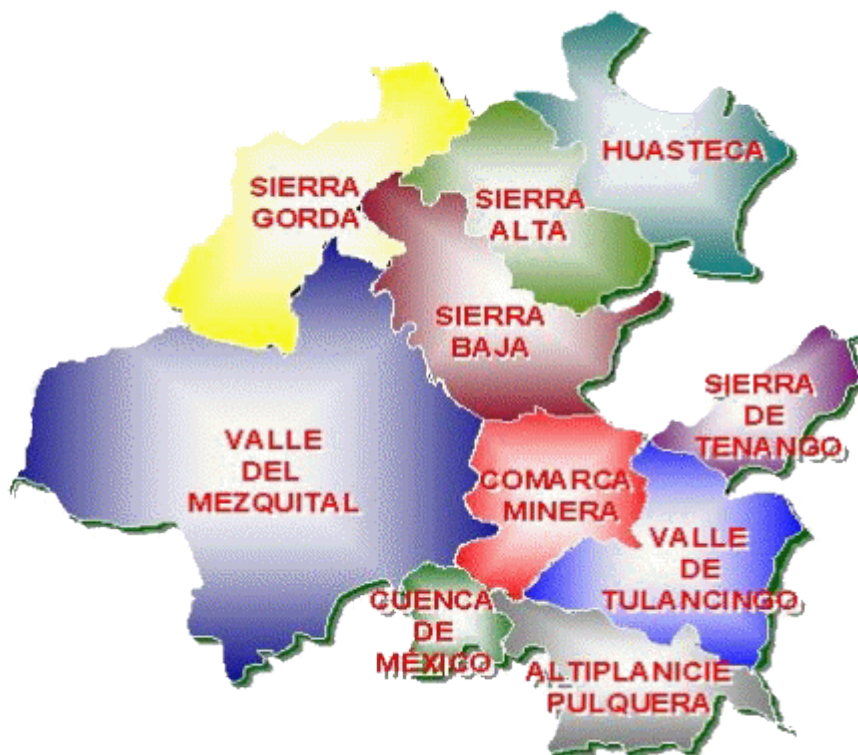 HUASTECA
SIERRA
GORDA
SIERRA
ALTA
SIERRA
BAJA
SIERRA
DE
TENANGO
VALLE
DEL
MEZQUITAL
COMARCA
MINERA
VALLE
DE
TULANCINGO
CUENCA
DE
MÉXICO
ALTIPLANICIE
PULQUERA